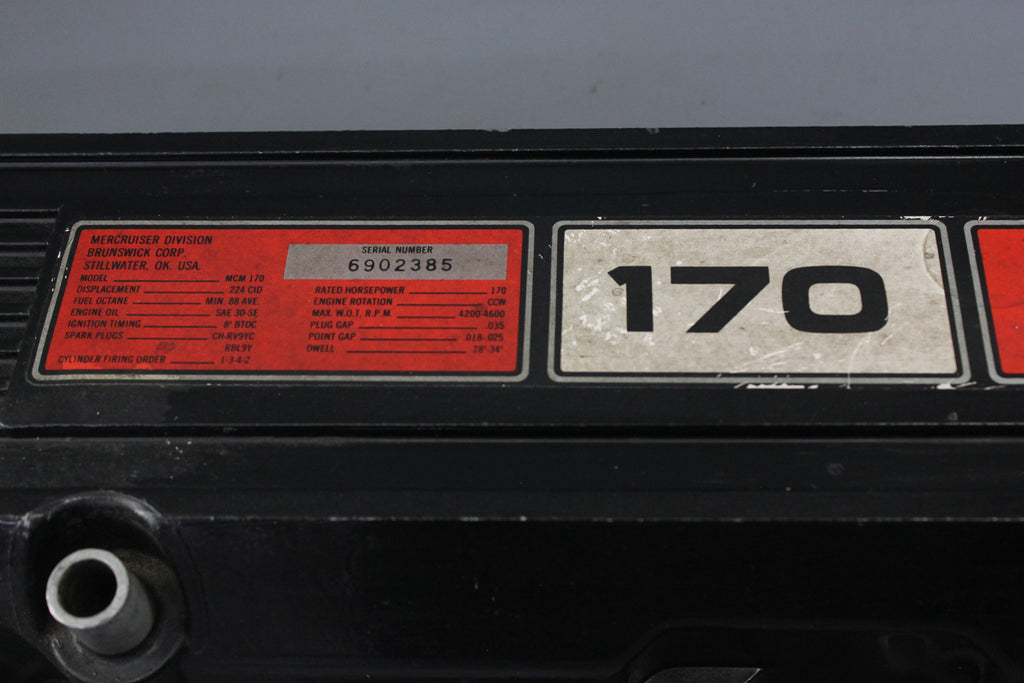 MERCRUISER DIVISION
BRUNSWICK CORP.
STILLWATER, OK. USA.
MODEL MCM 170
DISPLACEMENT 224 CID
FUEL OCTANE MIN. 88 AVE.
ENGINE OIL SAE 30-SE
IGNITION TIMING 8° BTDC
SPARK PLUGS CH-RV9YC
RBL9Y
CYLINDER FIRING ORDER 1-3-4-2
SERIAL NUMBER
6902385
RATED HORSEPOWER 170
ENGINE ROTATION CCW
MAX. W.O.T. R.P.M. 4200-4600
PLUG GAP .035
POINT GAP .018-.025
DWELL 28°-34°
170